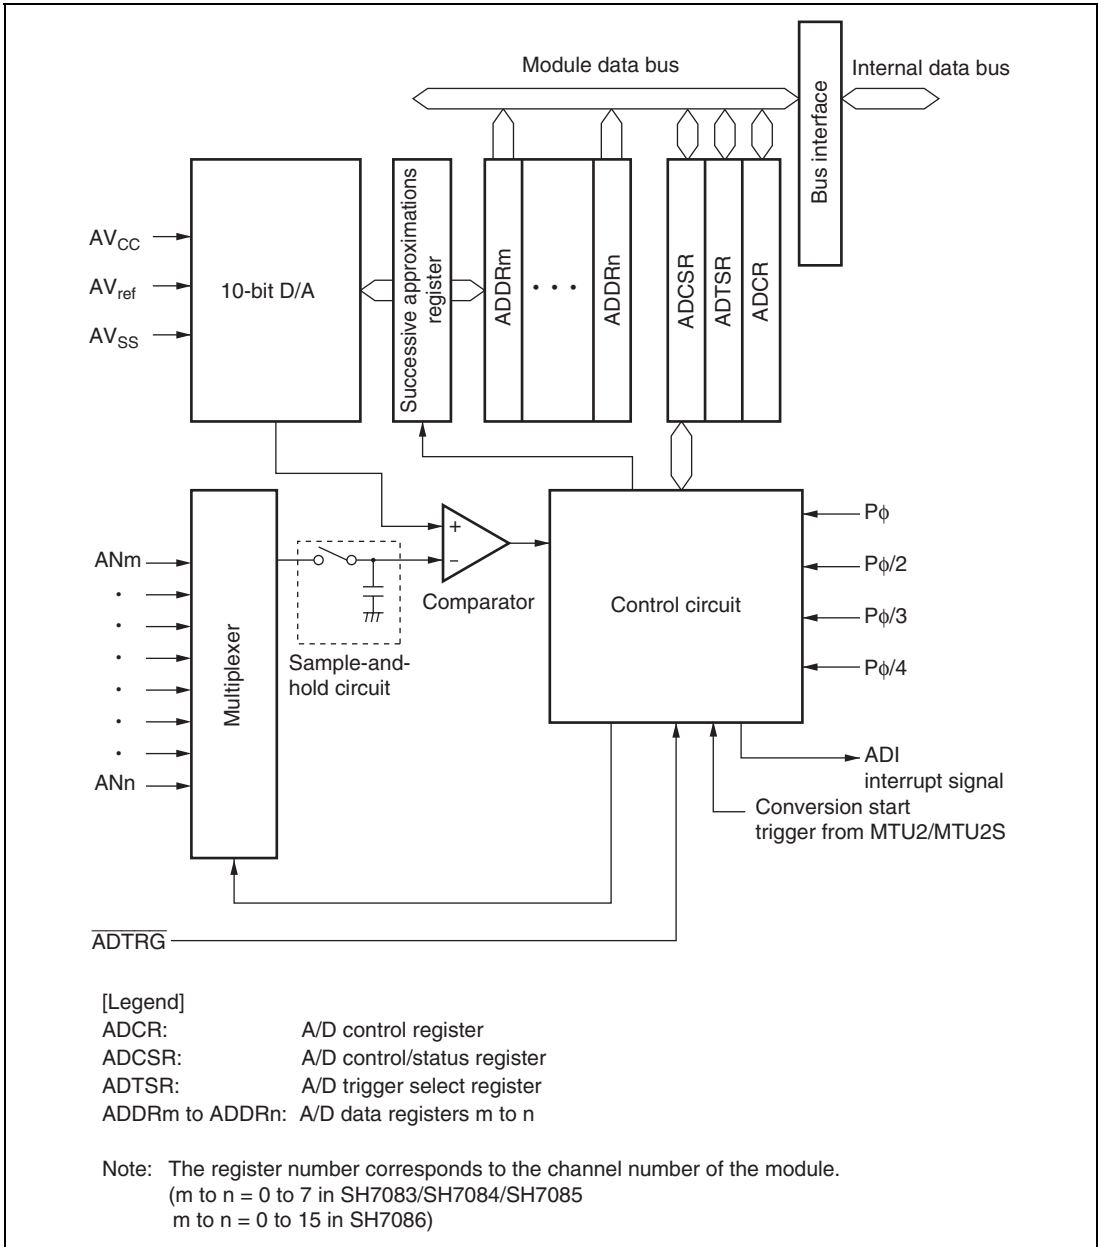 Module data bus
Internal data bus
Bus interface
AVCC
AVref
AVSS
10-bit D/A
Successive approximations
register
ADDRm
• • •
ADDRn
ADCSR
ADTSR
ADCR
ANm
•
•
•
•
•
•
ANn
Multiplexer
Sample-and-
hold circuit
+
−
Comparator
Control circuit
Pϕ
Pϕ/2
Pϕ/3
Pϕ/4
ADI
interrupt signal
Conversion start
trigger from MTU2/MTU2S
ADTRG
[Legend]
ADCR: A/D control register
ADCSR: A/D control/status register
ADTSR: A/D trigger select register
ADDRm to ADDRn: A/D data registers m to n
Note: The register number corresponds to the channel number of the module.
(m to n = 0 to 7 in SH7083/SH7084/SH7085
m to n = 0 to 15 in SH7086)